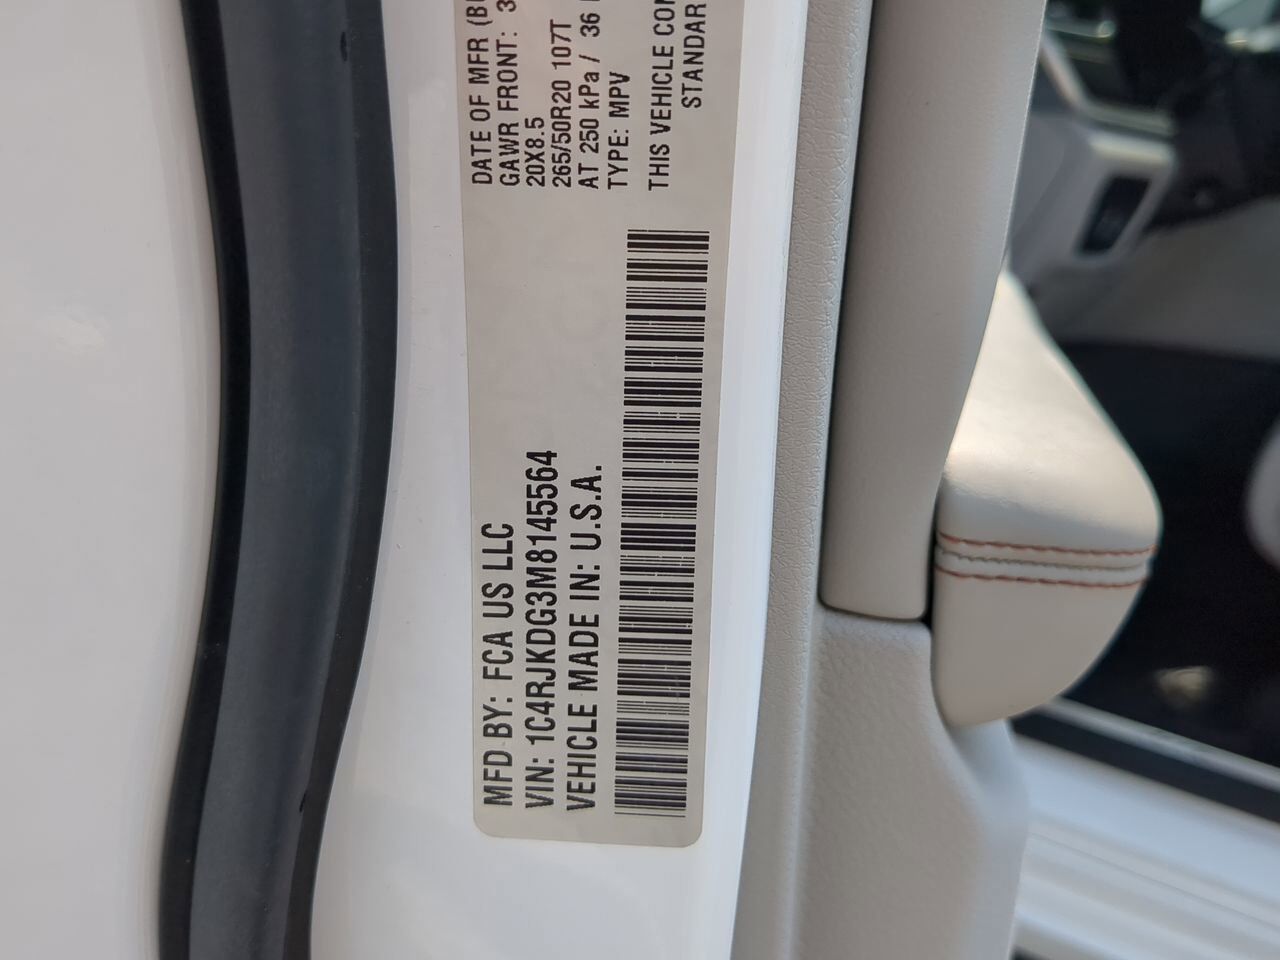 MFD BY: FCA US LLC
VIN: 1C4RJKDG3M8145564
VEHICLE MADE IN: U.S.A.
DATE OF MFR
GAWR FRONT:
20X8.5
265/50R20 107T
AT 250 kPa / 36
TYPE: MPV
THIS VEHICLE